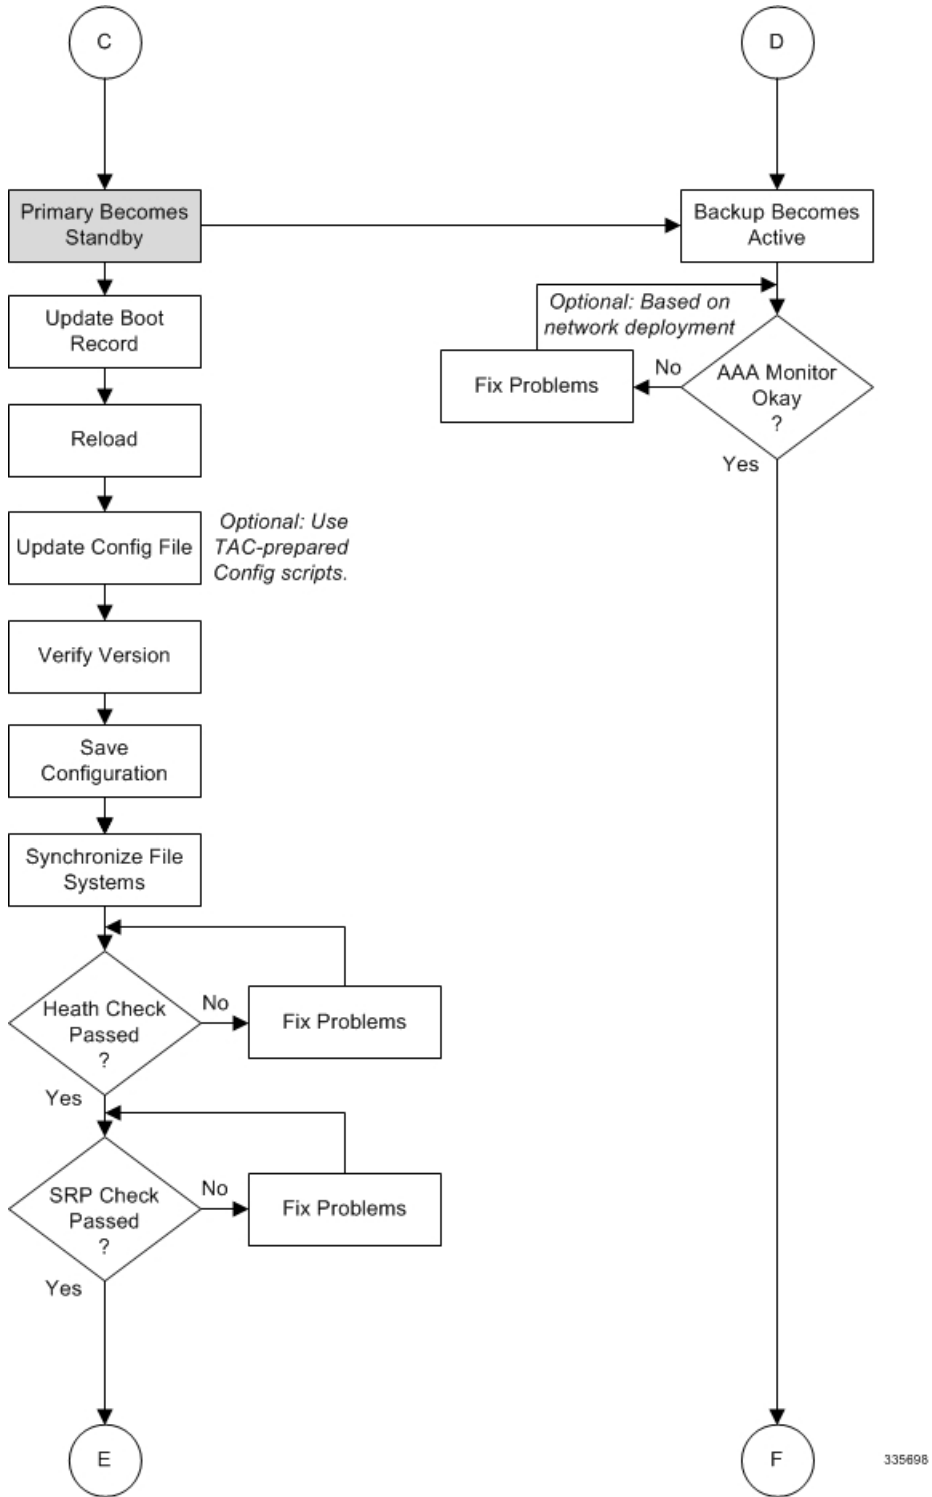 C
D
Primary Becomes
Standby
Backup Becomes
Active
Update Boot
Record
Optional: Based on
network deployment
Fix Problems
No
AAA Monitor
Okay
?
Yes
Reload
Update Config File
Optional: Use
TAC-prepared
Config scripts.
Verify Version
Save
Configuration
Synchronize File
Systems
Heath Check
Passed
?
No
Fix Problems
Yes
SRP Check
Passed
?
No
Fix Problems
Yes
E
F
335698